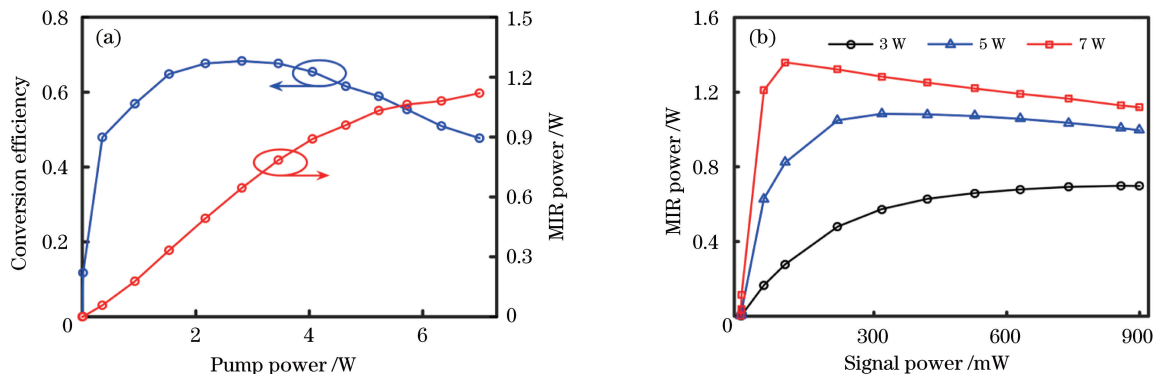 (a)
0.8
0.6
0.4
0.2
0
Conversion efficiency
1.5
1.2
0.9
0.6
0.3
0
MIR power /W
2 4 6
Pump power /W
(b)
3 W 5 W 7 W
1.6
1.2
0.8
0.4
0
MIR power /W
300 600 900
Signal power /mW